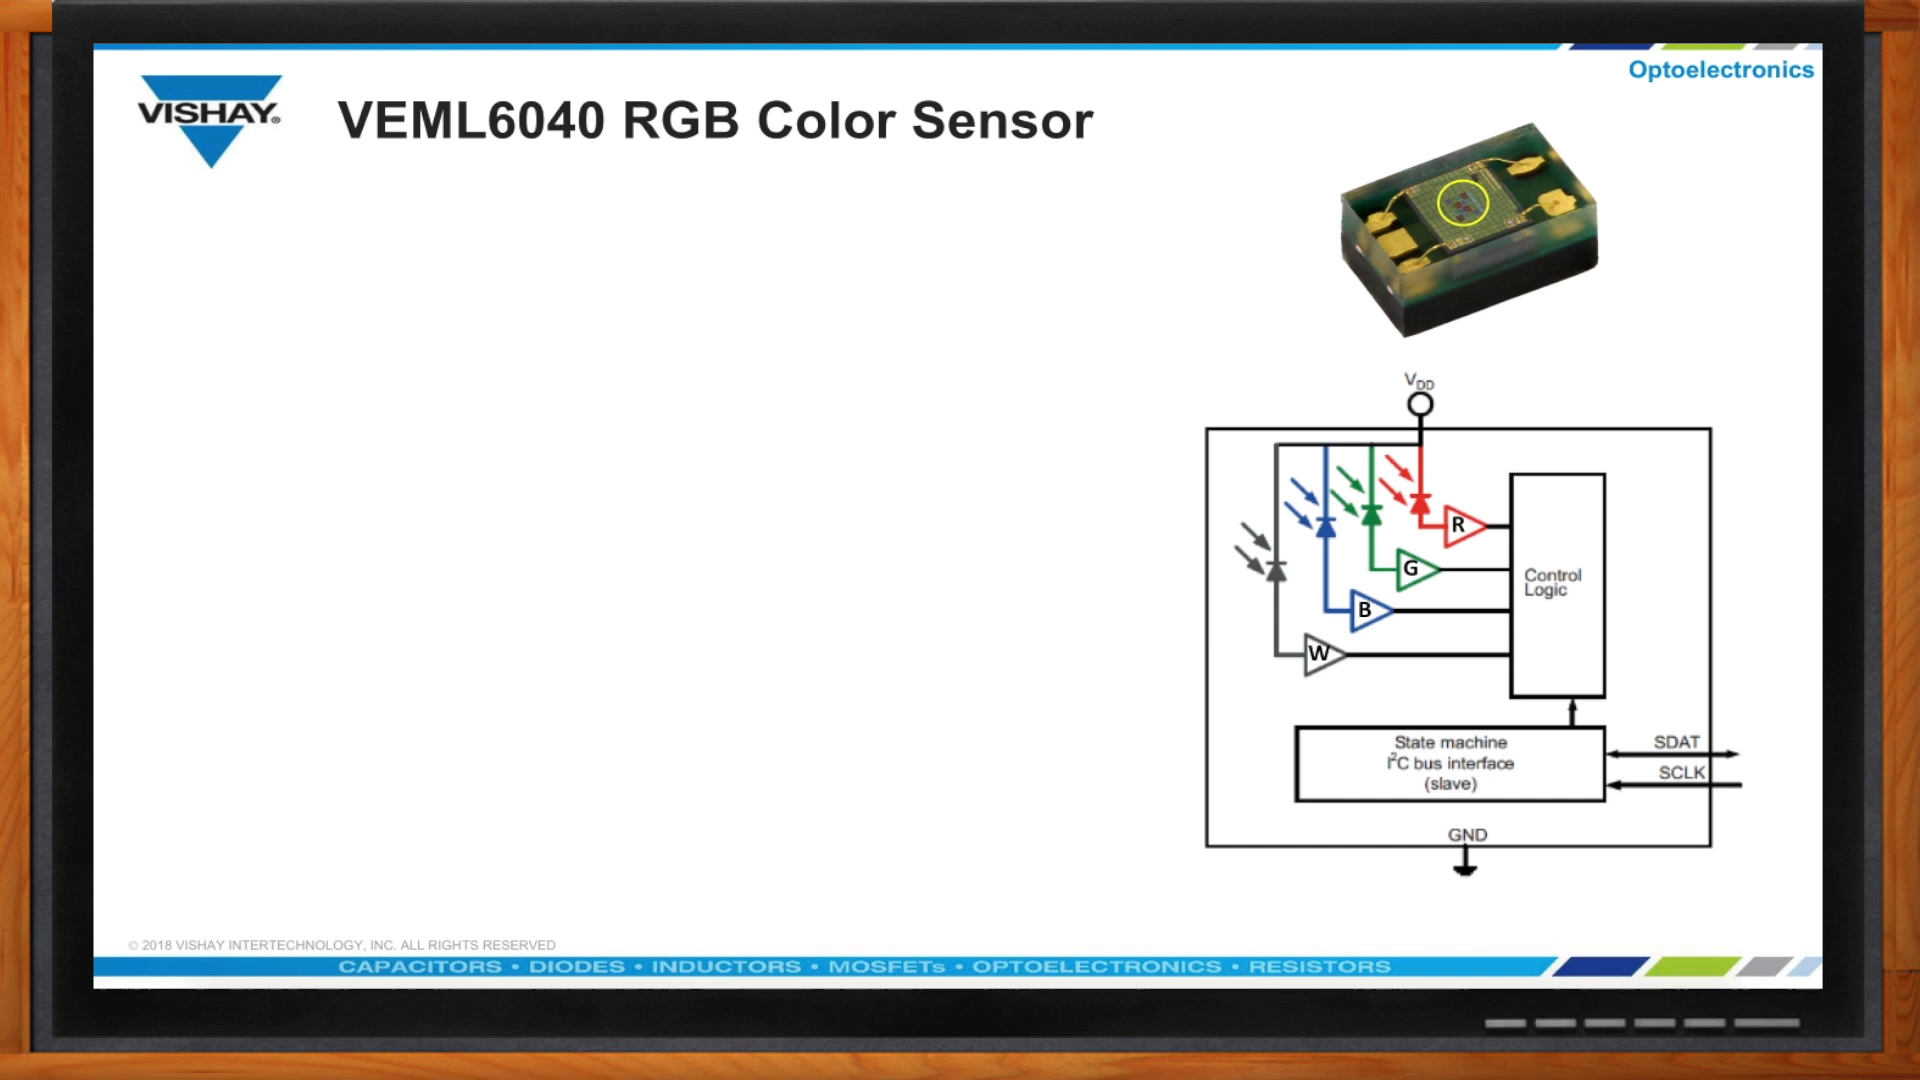 Optoelectronics
VISHAY®
VEML6040 RGB Color Sensor
VDD
R
G
B
W
Control
Logic
State machine
I²C bus interface
(slave)
SDAT
SCLK
GND
© 2018 VISHAY INTERTECHNOLOGY, INC. ALL RIGHTS RESERVED
CAPACITORS • DIODES • INDUCTORS • MOSFETs • OPTOELECTRONICS • RESISTORS